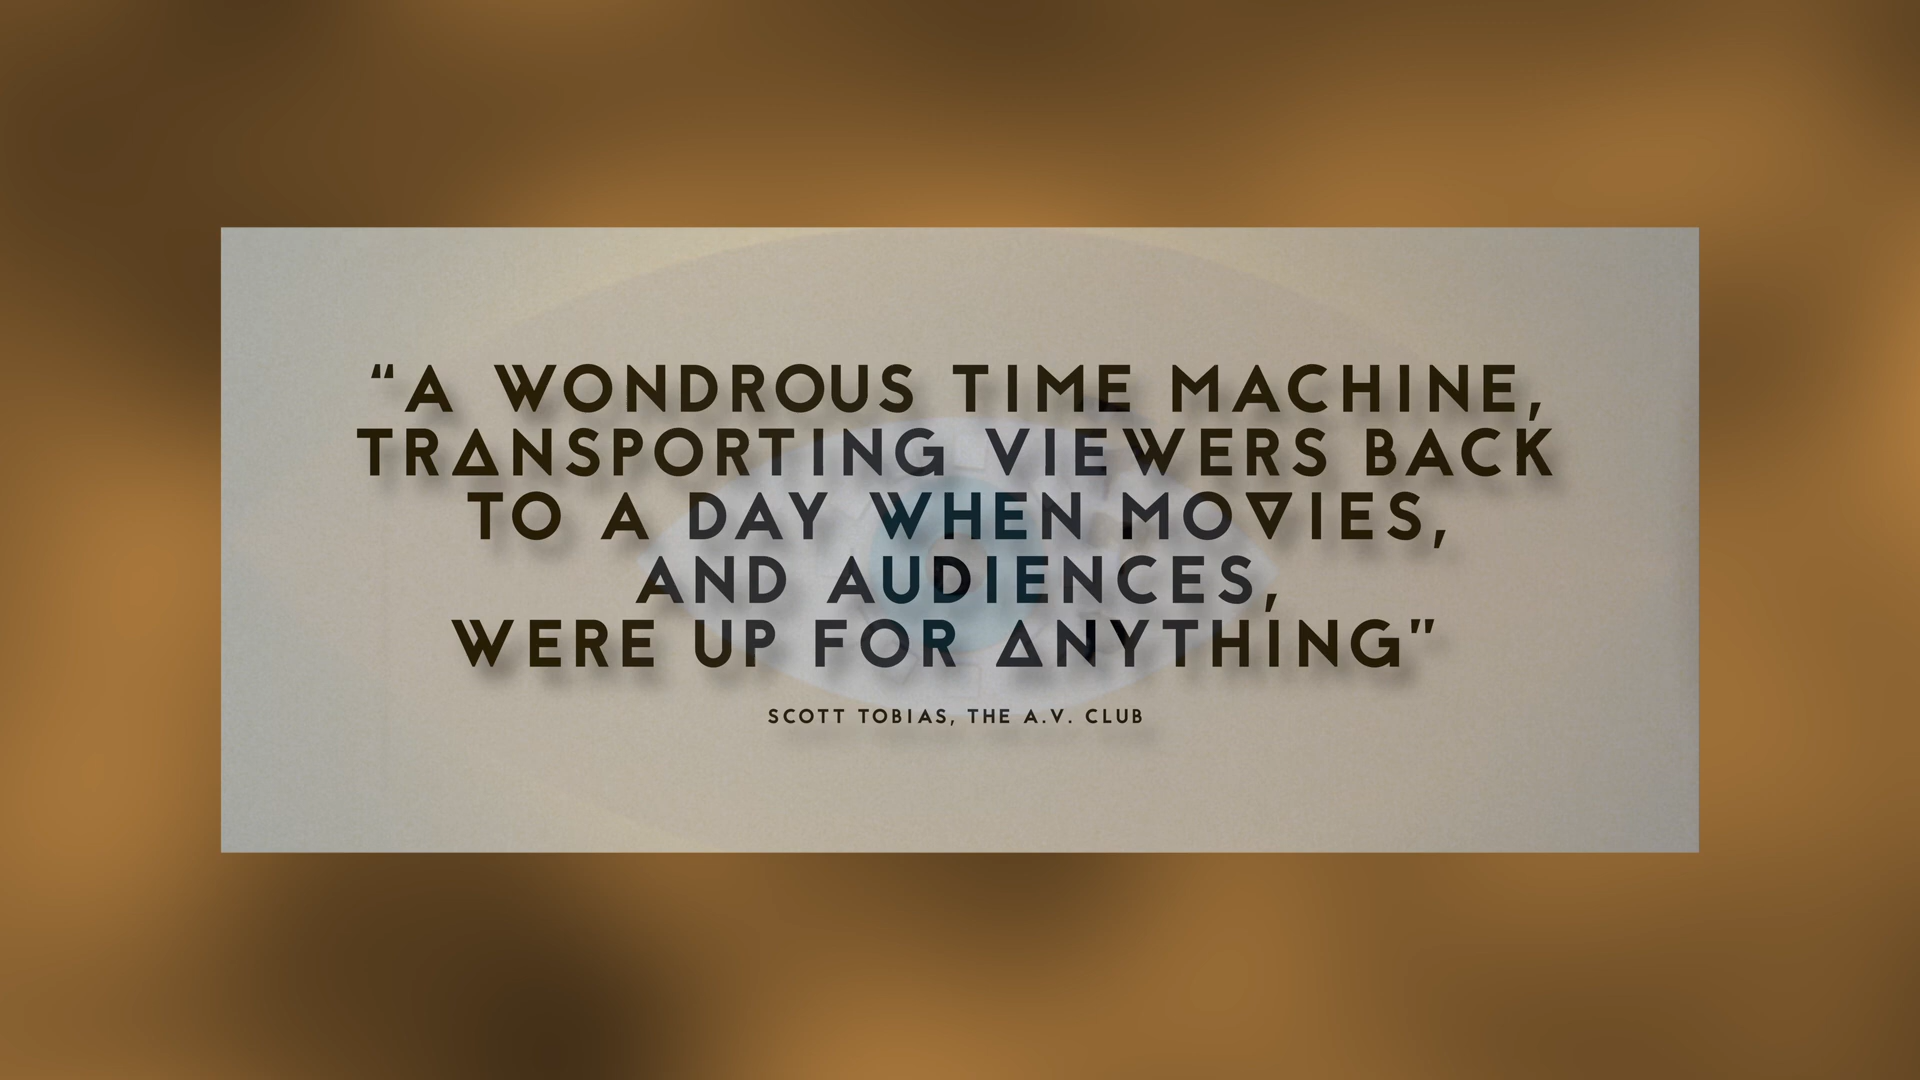 “A WONDROUS TIME MACHINE,
TRANSPORTING VIEWERS BACK
TO A DAY WHEN MOVIES,
AND AUDIENCES,
WERE UP FOR ANYTHING”
SCOTT TOBIAS, THE A.V. CLUB